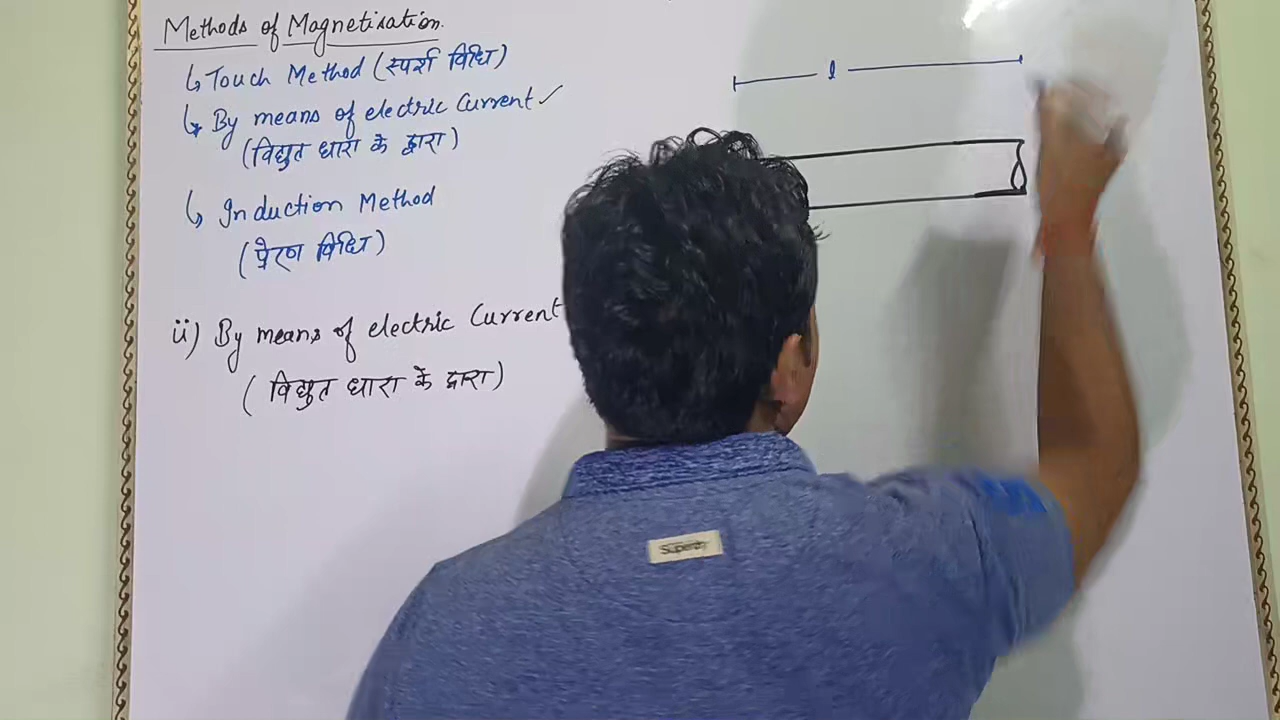 Methods of Magnetisation.
↳ Touch Method (स्पर्श विधि)
↳ By means of electric Current ✓
(विद्युत धारा के द्वारा)
↳ Induction Method
(प्रेरण विधि)
ii) By means of electric Current
(विद्युत धारा के द्वारा)
l
Superdry